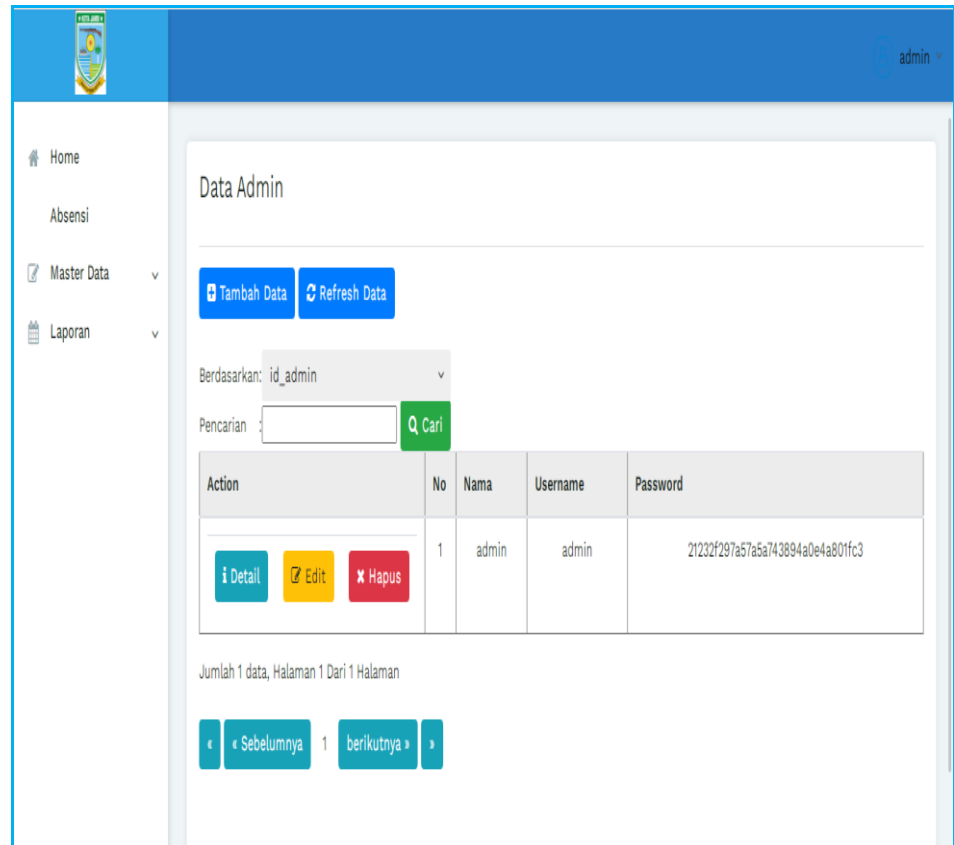 KOTA JAMBI
admin
Home
Absensi
Master Data
Laporan
Data Admin
Tambah Data
Refresh Data
Berdasarkan: id_admin
Pencarian :
Cari
Action No Nama Username Password
Detail Edit Hapus 1 admin admin 21232f297a57a5a743894a0e4a801fc3
Jumlah 1 data, Halaman 1 Dari 1 Halaman
« « Sebelumnya 1 berikutnya » »